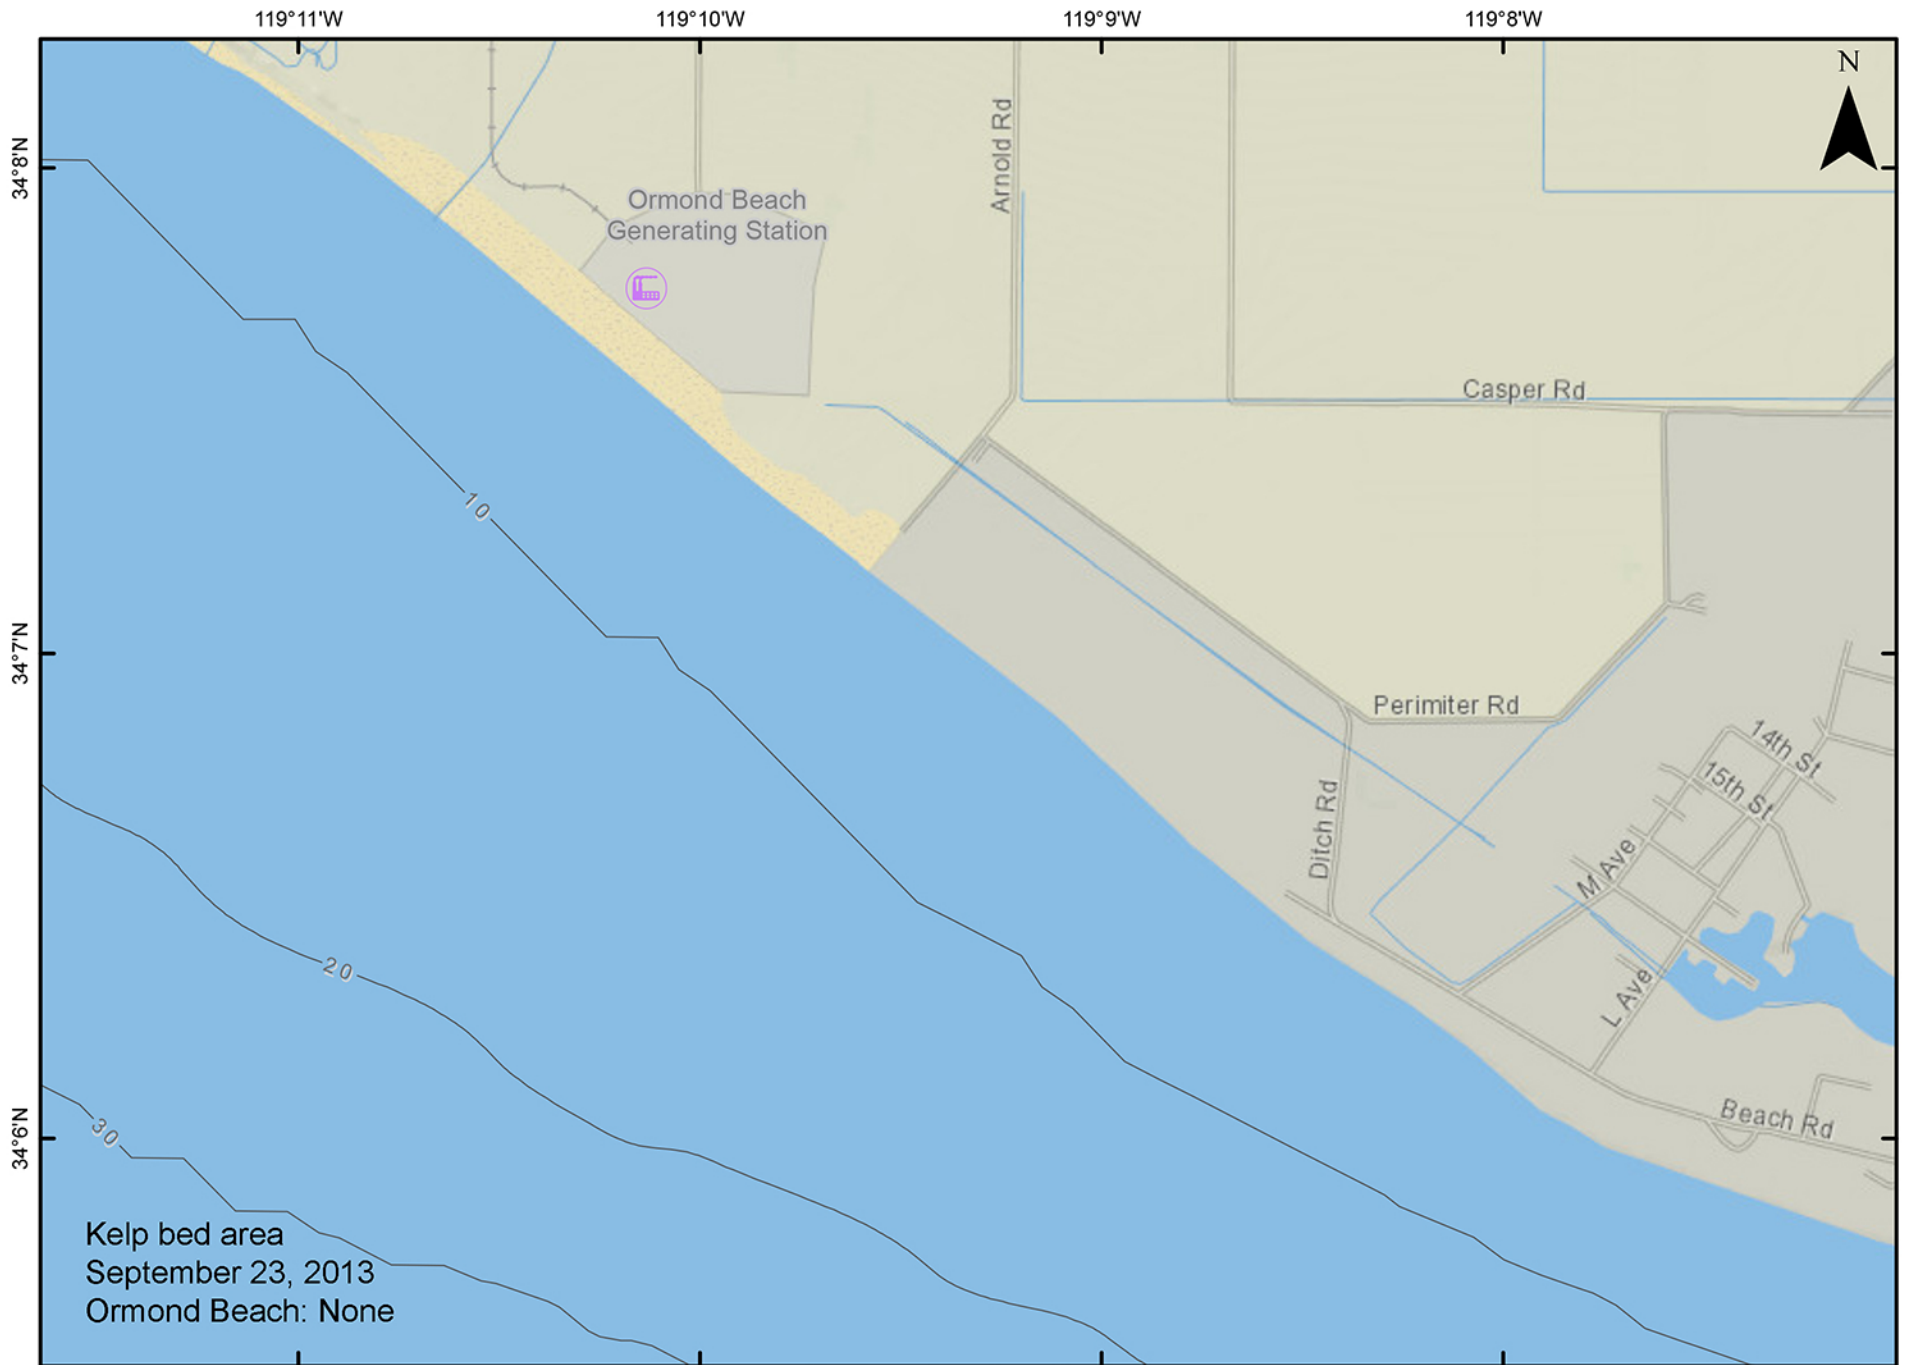 119°11'W
119°10'W
119°9'W
119°8'W
N
34°8'N
34°7'N
34°6'N
Arnold Rd
Ormond Beach
Generating Station
Casper Rd
10
Perimiter Rd
14th St
15th St
Ditch Rd
M Ave
20
L Ave
30
Beach Rd
Kelp bed area
September 23, 2013
Ormond Beach: None